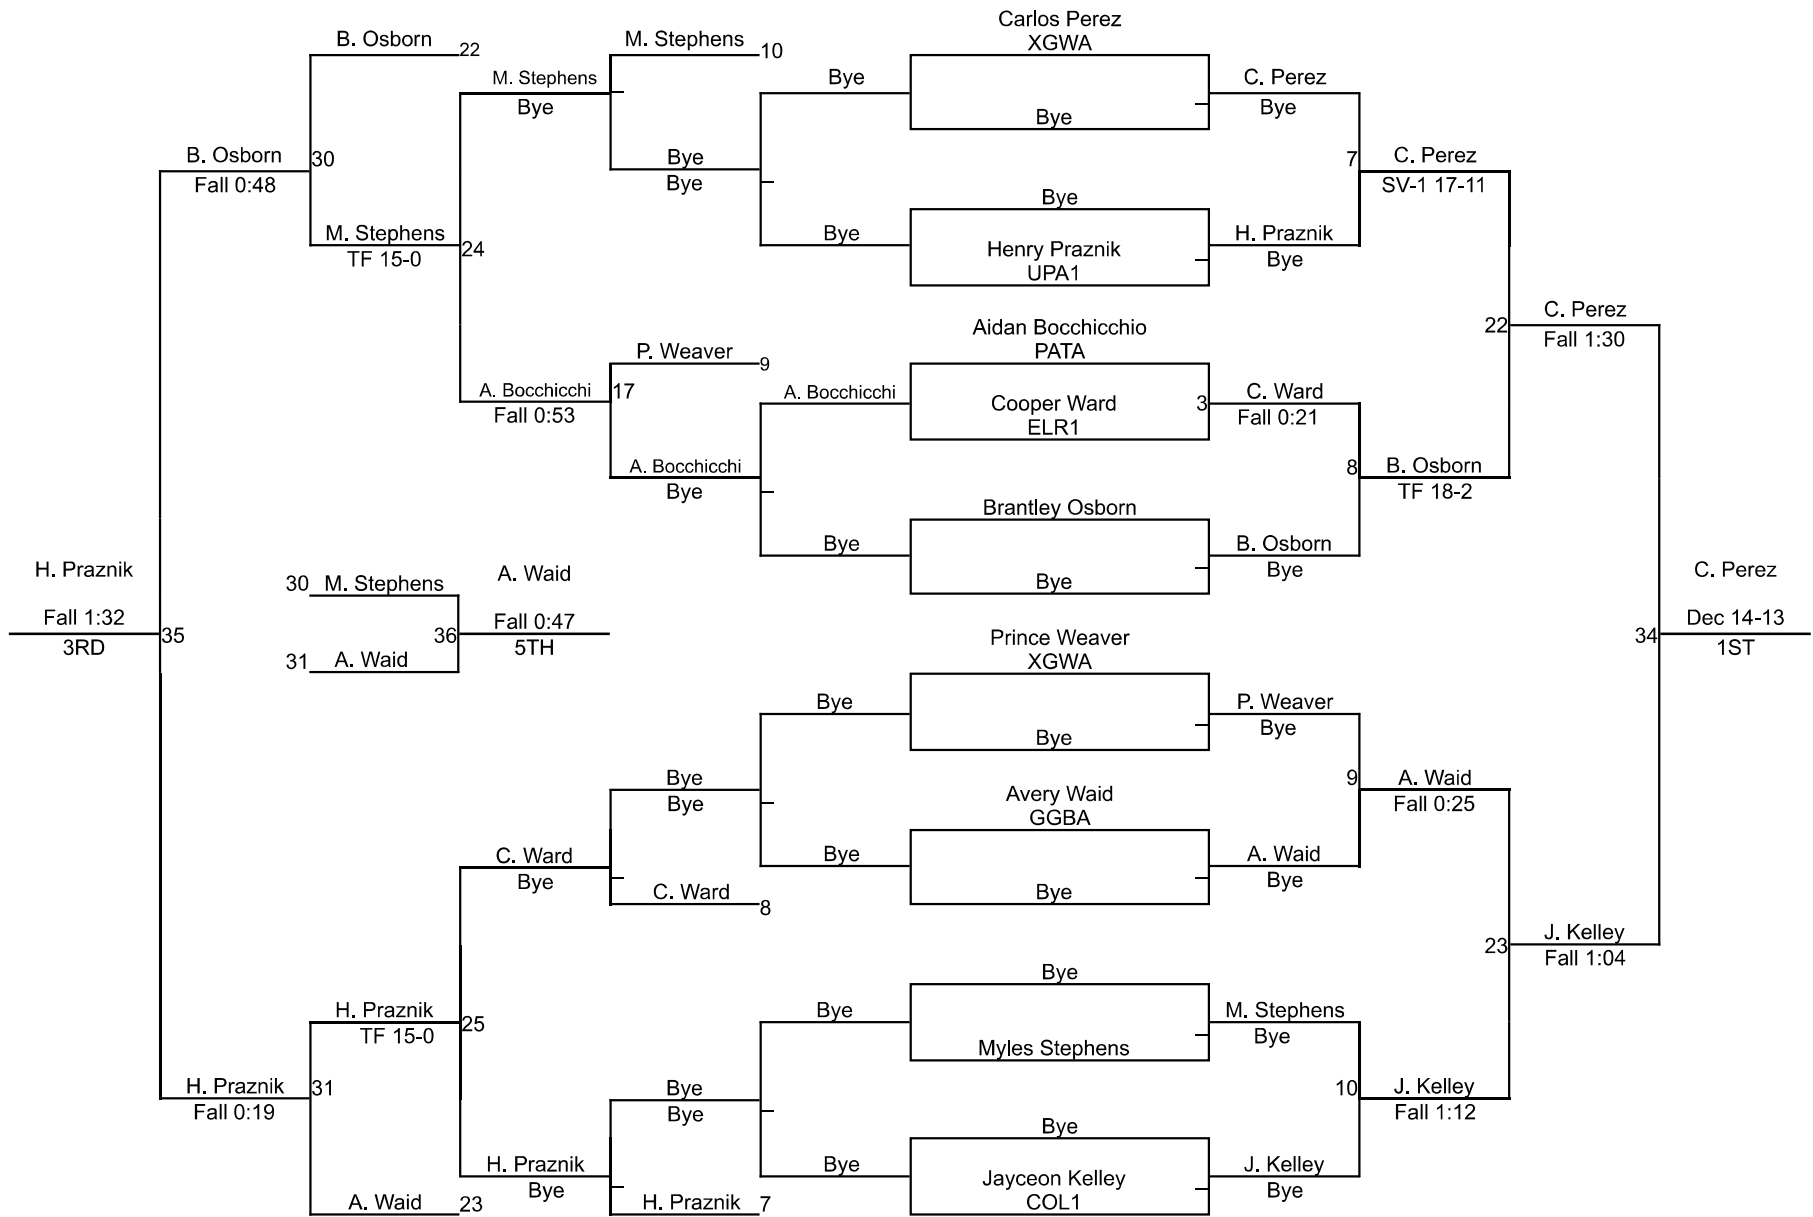 Carlos Perez
XGWA
B. Osborn
22
M. Stephens
10
M. Stephens
Bye
Bye
C. Perez
Bye
Bye
B. Osborn
30
Fall 0:48
Bye
Bye
7
C. Perez
SV-1 17-11
Bye
M. Stephens
TF 15-0
24
Bye
Henry Praznik
UPA1
H. Praznik
Bye
C. Perez
22
Fall 1:30
Aidan Bocchicchio
PATA
P. Weaver
9
A. Bocchicchi
17
Fall 0:53
A. Bocchicchi
Cooper Ward
ELR1
3
C. Ward
Fall 0:21
A. Bocchicchi
Bye
8
B. Osborn
TF 18-2
Brantley Osborn
Bye
B. Osborn
Bye
Bye
H. Praznik
Fall 1:32
3RD
35
30
M. Stephens
31
A. Waid
36
A. Waid
Fall 0:47
5TH
C. Perez
34
Dec 14-13
1ST
Prince Weaver
XGWA
Bye
P. Weaver
Bye
Bye
Bye
Bye
9
A. Waid
Fall 0:25
Avery Waid
GGBA
C. Ward
Bye
Bye
A. Waid
Bye
Bye
C. Ward
8
23
J. Kelley
Fall 1:04
Bye
H. Praznik
TF 15-0
25
Bye
Myles Stephens
M. Stephens
Bye
H. Praznik
Fall 0:19
31
Bye
Bye
10
J. Kelley
Fall 1:12
Bye
H. Praznik
Bye
Bye
Jayceon Kelley
COL1
J. Kelley
Bye
A. Waid
23
H. Praznik
7